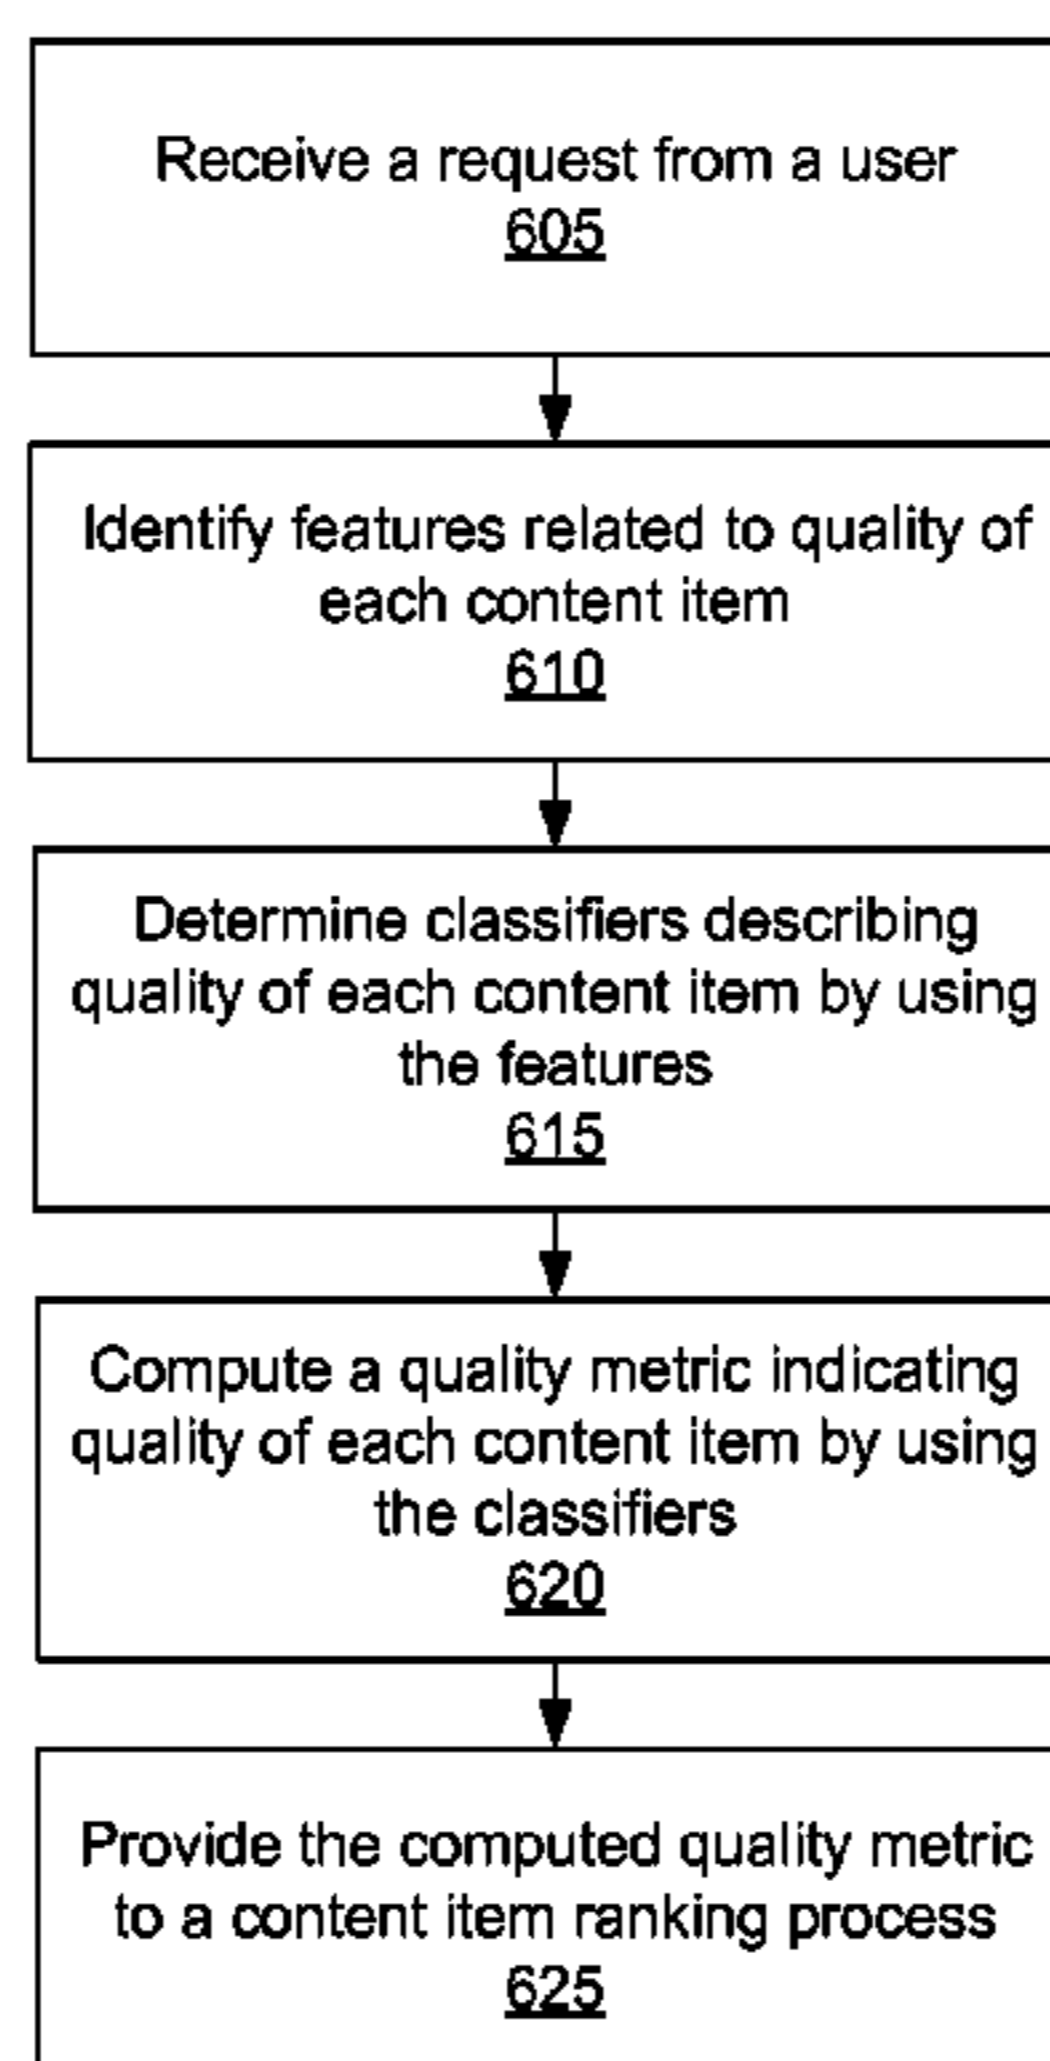 Receive a request from a user
605
Identify features related to quality of
each content item
610
Determine classifiers describing
quality of each content item by using
the features
615
Compute a quality metric indicating
quality of each content item by using
the classifiers
620
Provide the computed quality metric
to a content item ranking process
625